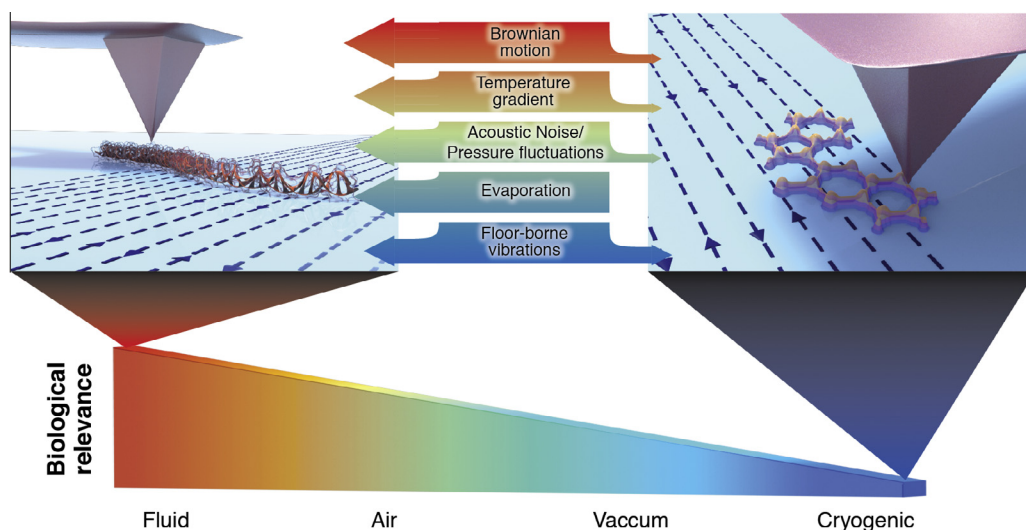 Brownian
motion
Temperature
gradient
Acoustic Noise/
Pressure fluctuations
Evaporation
Floor-borne
vibrations
Biological
relevance
Fluid
Air
Vaccum
Cryogenic